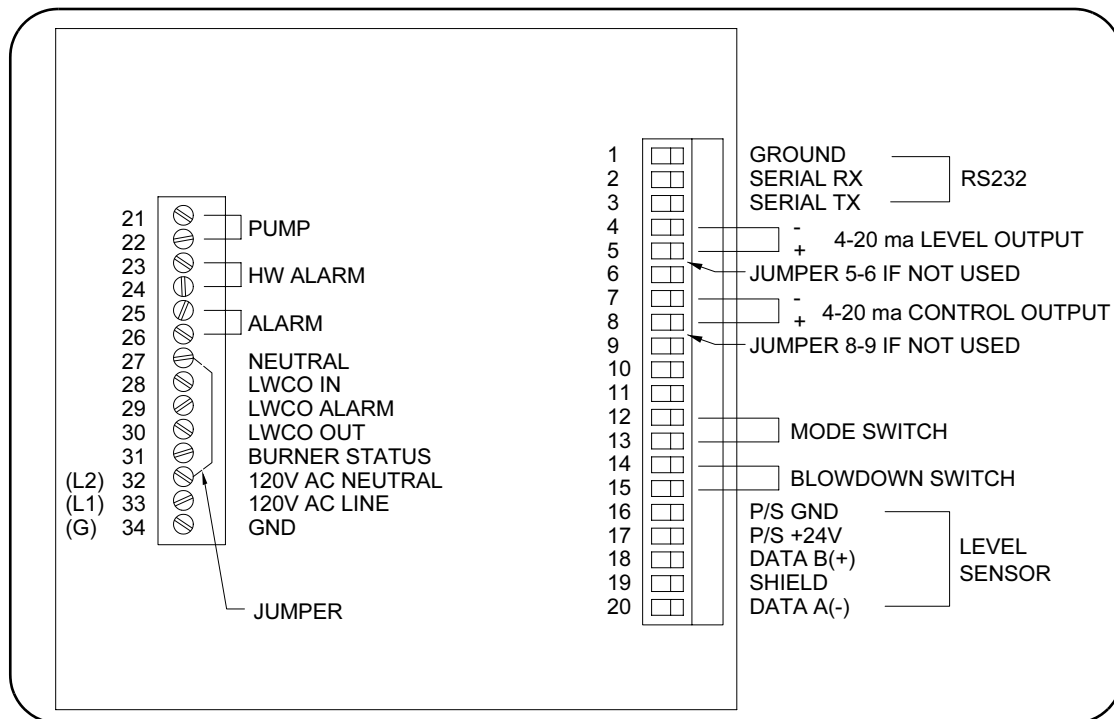 21
22
PUMP
23
24
HW ALARM
25
26
ALARM
27 NEUTRAL
28 LWCO IN
29 LWCO ALARM
30 LWCO OUT
31 BURNER STATUS
(L2) 32 120V AC NEUTRAL
(L1) 33 120V AC LINE
(G) 34 GND
JUMPER
1 GROUND
2 SERIAL RX
3 SERIAL TX
RS232
4 -
5 +
4-20 ma LEVEL OUTPUT
6 JUMPER 5-6 IF NOT USED
7 -
8 +
4-20 ma CONTROL OUTPUT
9 JUMPER 8-9 IF NOT USED
10
11
12
13
MODE SWITCH
14
15
BLOWDOWN SWITCH
16 P/S GND
17 P/S +24V
18 DATA B(+)
19 SHIELD
20 DATA A(-)
LEVEL
SENSOR